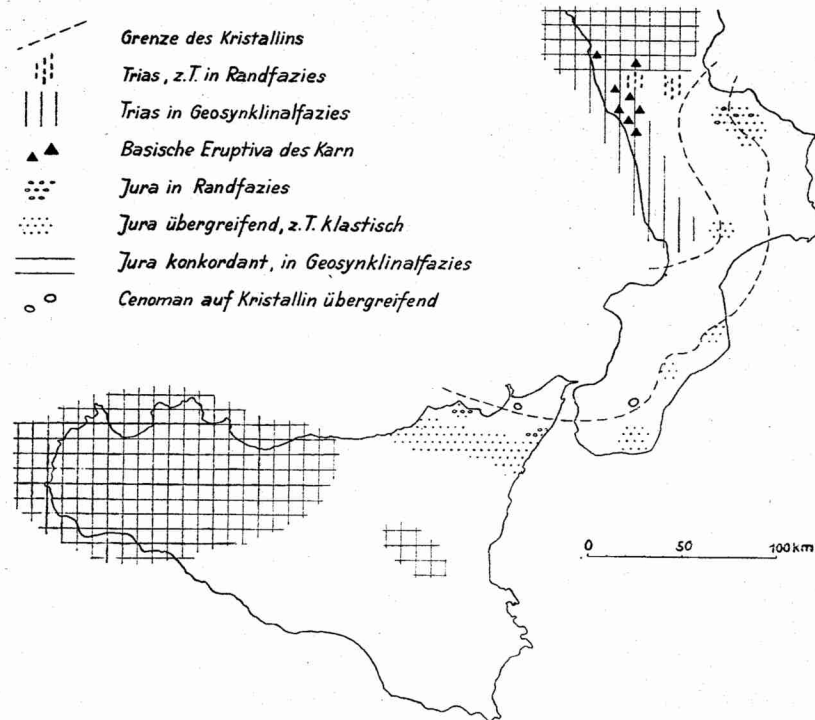 Grenze des Kristallins
Trias, z.T. in Randfazies
Trias in Geosynklinalfazies
Basische Eruptiva des Karn
Jura in Randfazies
Jura übergreifend, z.T. klastisch
Jura konkordant, in Geosynklinalfazies
Cenoman auf Kristallin übergreifend
0 50 100 km